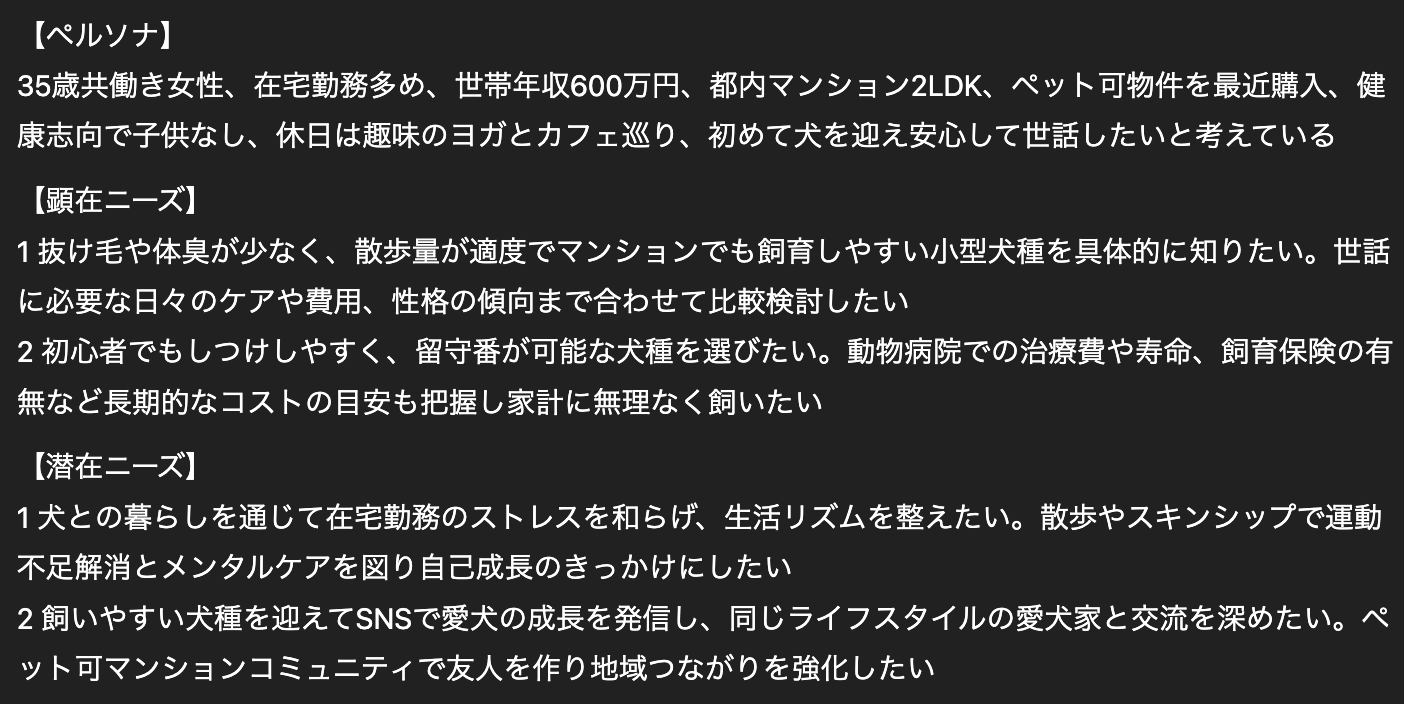 【ペルソナ】
35歳共働き女性、在宅勤務多め、世帯年収600万円、都内マンション2LDK、ペット可物件を最近購入、健
康志向で子供なし、休日は趣味のヨガとカフェ巡り、初めて犬を迎え安心して世話したいと考えている
【顕在ニーズ】
1 抜け毛や体臭が少なく、散歩量が適度でマンションでも飼育しやすい小型犬種を具体的に知りたい。世話
に必要な日々のケアや費用、性格の傾向まで合わせて比較検討したい
2 初心者でもしつけしやすく、留守番が可能な犬種を選びたい。動物病院での治療費や寿命、飼育保険の有
無など長期的なコストの目安も把握し家計に無理なく飼いたい
【潜在ニーズ】
1 犬との暮らしを通じて在宅勤務のストレスを和らげ、生活リズムを整えたい。散歩やスキンシップで運動
不足解消とメンタルケアを図り自己成長のきっかけにしたい
2 飼いやすい犬種を迎えてSNSで愛犬の成長を発信し、同じライフスタイルの愛犬家と交流を深めたい。ペ
ット可マンションコミュニティで友人を作り地域つながりを強化したい